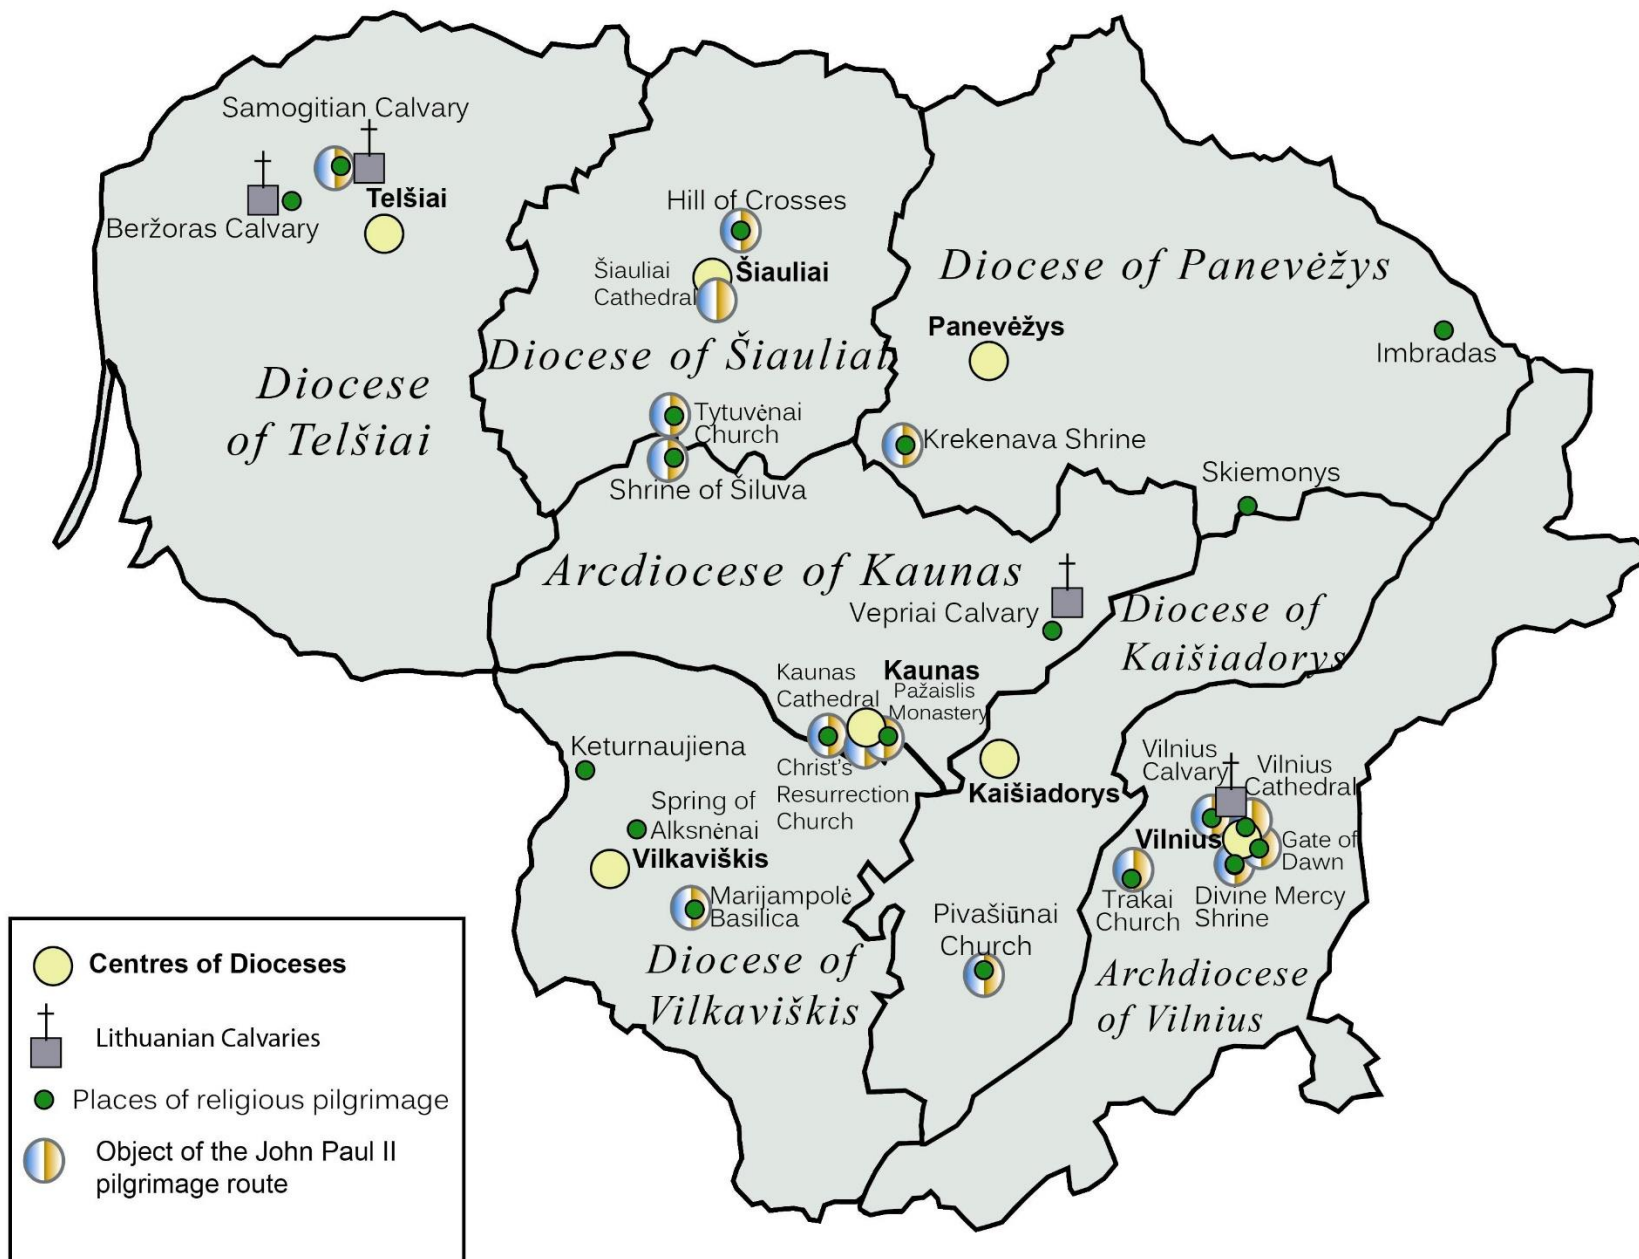 Samogitian Calvary
Telšiai
Beržoras Calvary
Hill of Crosses
Šiauliai
Cathedral
Šiauliai
Diocese of Panevėžys
Panevėžys
Imbradas
Diocese of Šiauliai
Diocese
of Telšiai
Tytuvėnai
Church
Krekenava Shrine
Shrine of Šiluva
Skiemonys
Arcdiocese of Kaunas
Vepriai Calvary
Diocese of
Kaišiadorys
Kaunas
Cathedral
Kaunas
Pažaislis
Monastery
Keturnaujiena
Christ's
Resurrection
Church
Kaišiadorys
Vilnius
Calvary
Vilnius
Cathedral
Spring of
Alksnėnai
Vilkaviškis
Vilnius
Gate of
Dawn
Marijampolė
Basilica
Pivašiūnai
Church
Trakai
Church
Divine Mercy
Shrine
Diocese of
Vilkaviškis
Archdiocese
of Vilnius
Centres of Dioceses
Lithuanian Calvaries
Places of religious pilgrimage
Object of the John Paul II
pilgrimage route